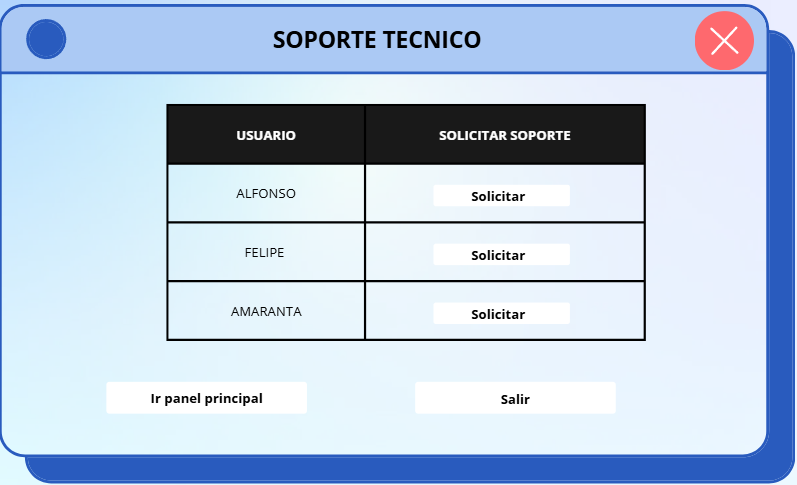 SOPORTE TECNICO
USUARIO SOLICITAR SOPORTE
ALFONSO Solicitar
FELIPE Solicitar
AMARANTA Solicitar
Ir panel principal Salir